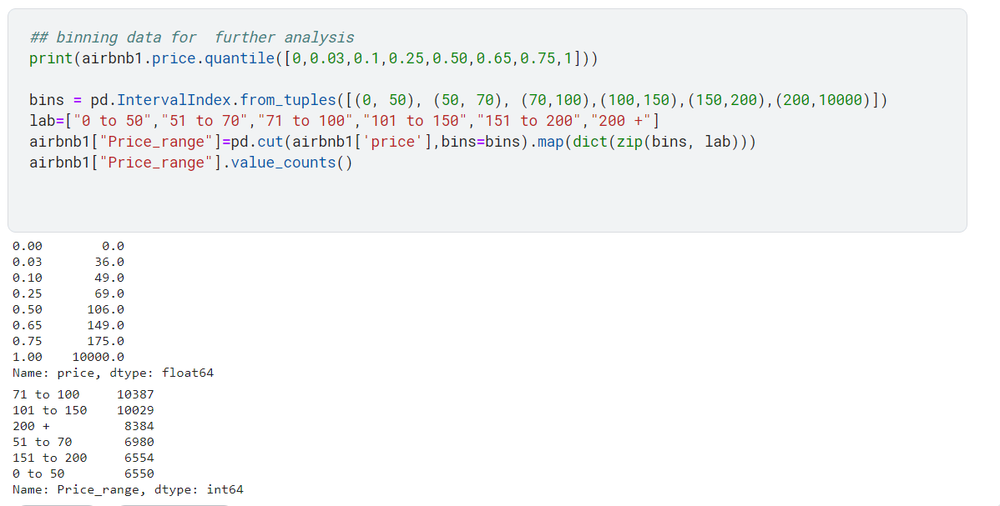 ## binning data for  further analysis
print(airbnb1.price.quantile([0,0.03,0.1,0.25,0.50,0.65,0.75,1]))
bins = pd.IntervalIndex.from_tuples([(0, 50), (50, 70), (70,100),(100,150),(150,200),(200,10000)])
lab=["0 to 50","51 to 70","71 to 100","101 to 150","151 to 200","200 +"]
airbnb1["Price_range"]=pd.cut(airbnb1['price'],bins=bins).map(dict(zip(bins, lab)))
airbnb1["Price_range"].value_counts()
0.00        0.0
0.03       36.0
0.10       49.0
0.25       69.0
0.50      106.0
0.65      149.0
0.75      175.0
1.00    10000.0
Name: price, dtype: float64
71 to 100     10387
101 to 150    10029
200 +          8384
51 to 70       6980
151 to 200     6554
0 to 50        6550
Name: Price_range, dtype: int64